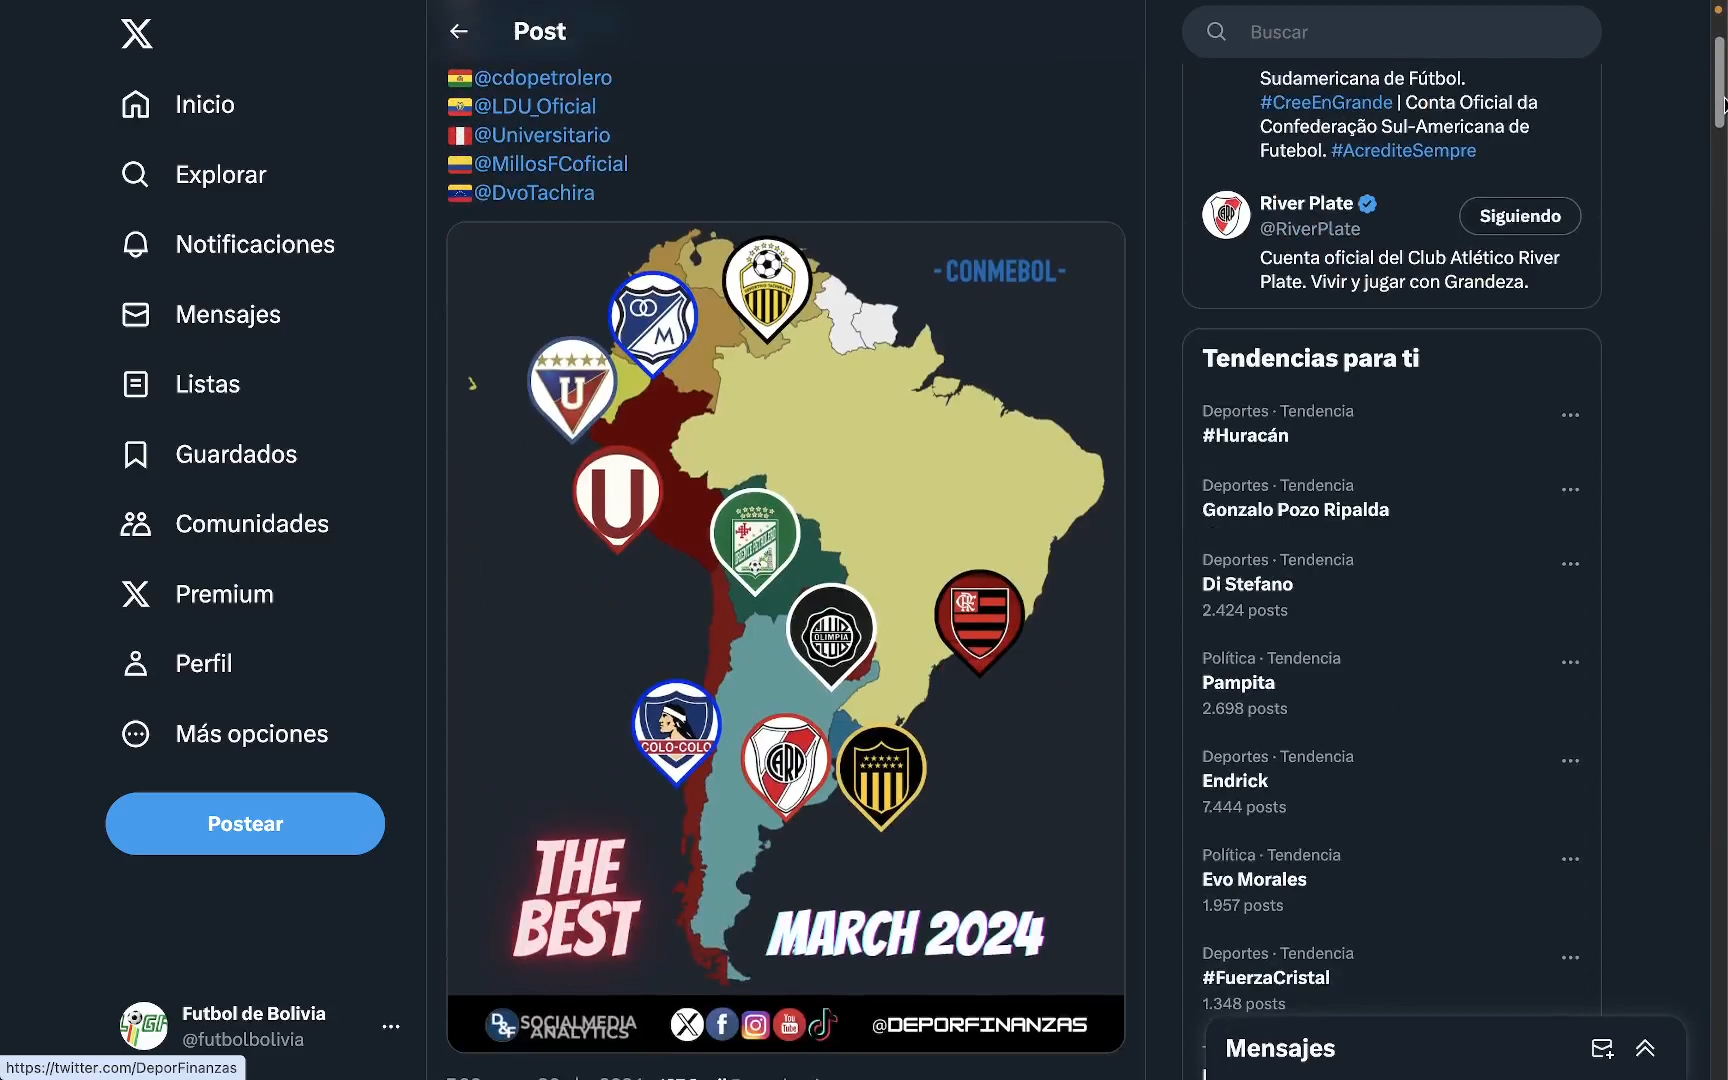 Post
Buscar
Inicio
Explorar
Notificaciones
Mensajes
Listas
Guardados
Comunidades
Premium
Perfil
Más opciones
Postear
Futbol de Bolivia
@futbolbolivia
https://twitter.com/DeporFinanzas
@cdopetrolero
@LDU_Oficial
@Universitario
@MillosFCoficial
@DvoTachira
-CONMEBOL-
M
U
U
OLIMPIA
COLO-COLO
THE
BEST
MARCH 2024
D&F SOCIALMEDIA
ANALYTICS
You
Tube
@DEPORFINANZAS
Sudamericana de Fútbol.
#CreeEnGrande | Conta Oficial da
Confederação Sul-Americana de
Futebol. #AcrediteSempre
River Plate
@RiverPlate
Siguiendo
Cuenta oficial del Club Atlético River
Plate. Vivir y jugar con Grandeza.
Tendencias para ti
Deportes · Tendencia
#Huracán
Deportes · Tendencia
Gonzalo Pozo Ripalda
Deportes · Tendencia
Di Stefano
2.424 posts
Política · Tendencia
Pampita
2.698 posts
Deportes · Tendencia
Endrick
7.444 posts
Política · Tendencia
Evo Morales
1.957 posts
Deportes · Tendencia
#FuerzaCristal
1.348 posts
Mensajes